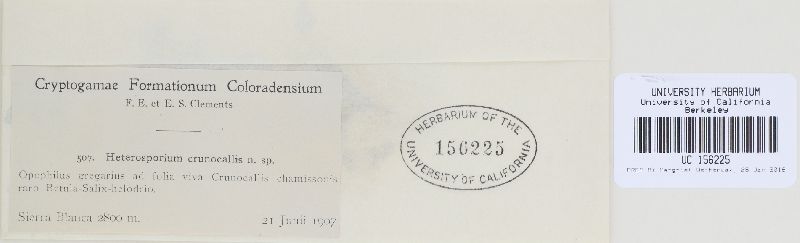 Cryptogamae Formationum Coloradensium
F. E. et E. S. Clements
507. Heterosporium crunocallis n. sp.
Opophilus gregarius ad folia viva Crunocallis chamissonis
raro Betula-Salix-helodrio.
Sierra Blanca 2800 m.
21 Junii 1907
HERBARIUM OF THE
156225
UNIVERSITY OF CALIFORNIA
UNIVERSITY HERBARIUM
University of California
Berkeley
UC 156225